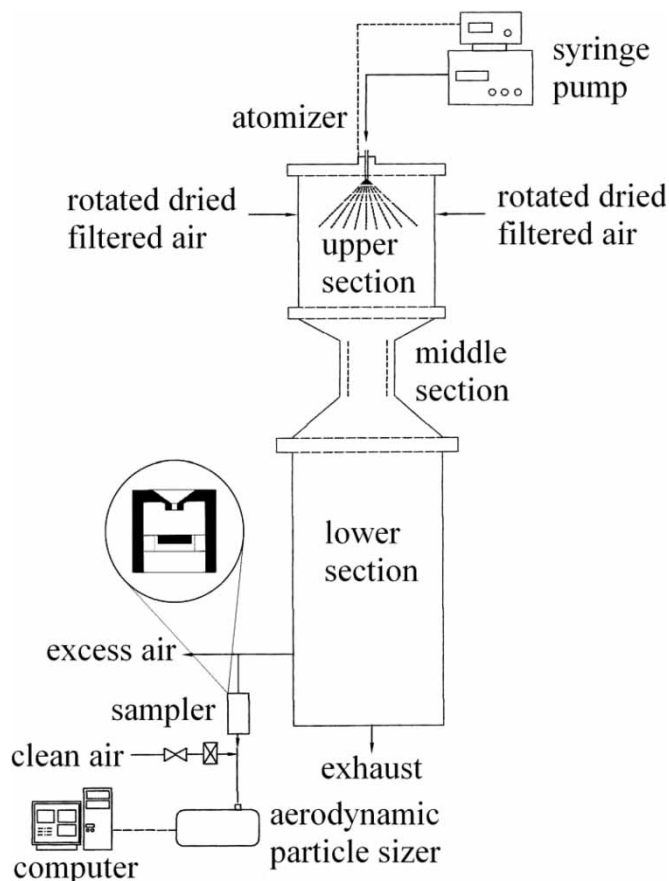 syringe
pump
atomizer
rotated dried
filtered air
rotated dried
filtered air
upper
section
middle
section
lower
section
excess air
sampler
clean air
exhaust
aerodynamic
particle sizer
computer